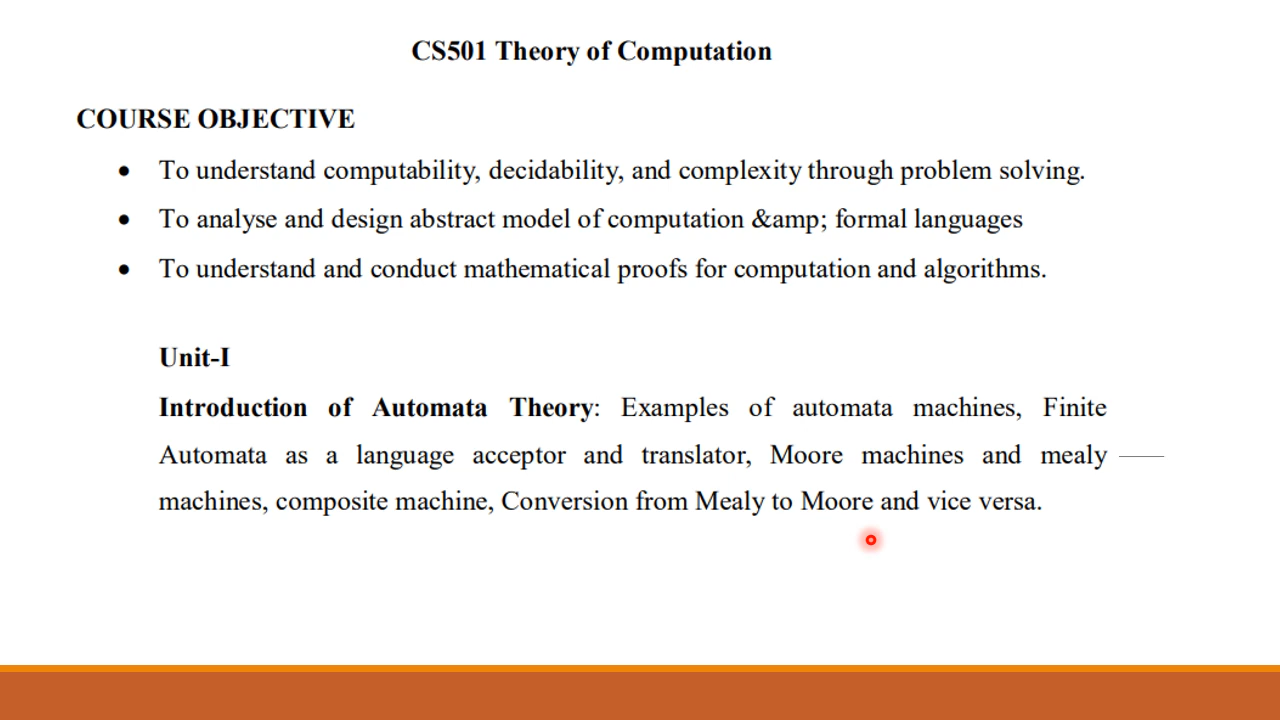 CS501 Theory of Computation
COURSE OBJECTIVE
• To understand computability, decidability, and complexity through problem solving.
• To analyse and design abstract model of computation &amp; formal languages
• To understand and conduct mathematical proofs for computation and algorithms.
Unit-I
Introduction of Automata Theory: Examples of automata machines, Finite
Automata as a language acceptor and translator, Moore machines and mealy
machines, composite machine, Conversion from Mealy to Moore and vice versa.